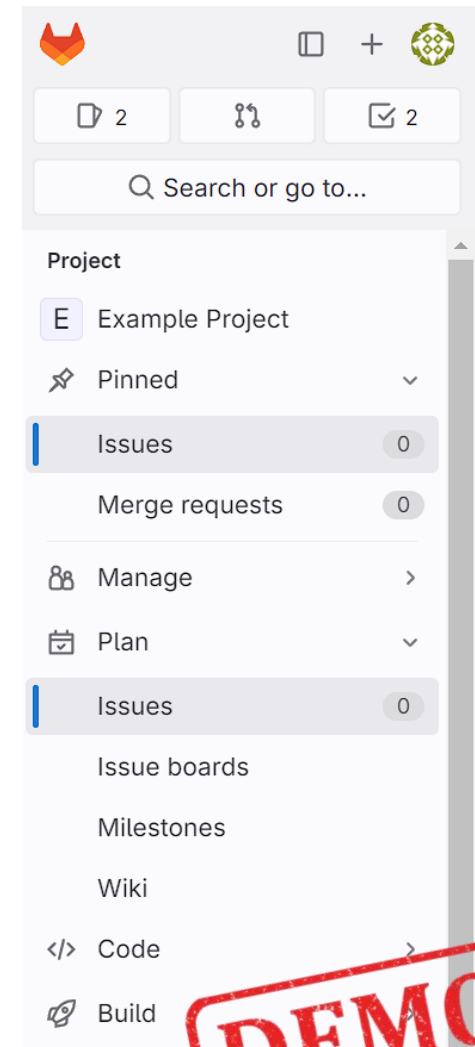 2
2
Search or go to...
Project
E Example Project
Pinned
Issues 0
Merge requests 0
Manage
Plan
Issues 0
Issue boards
Milestones
Wiki
Code
Build